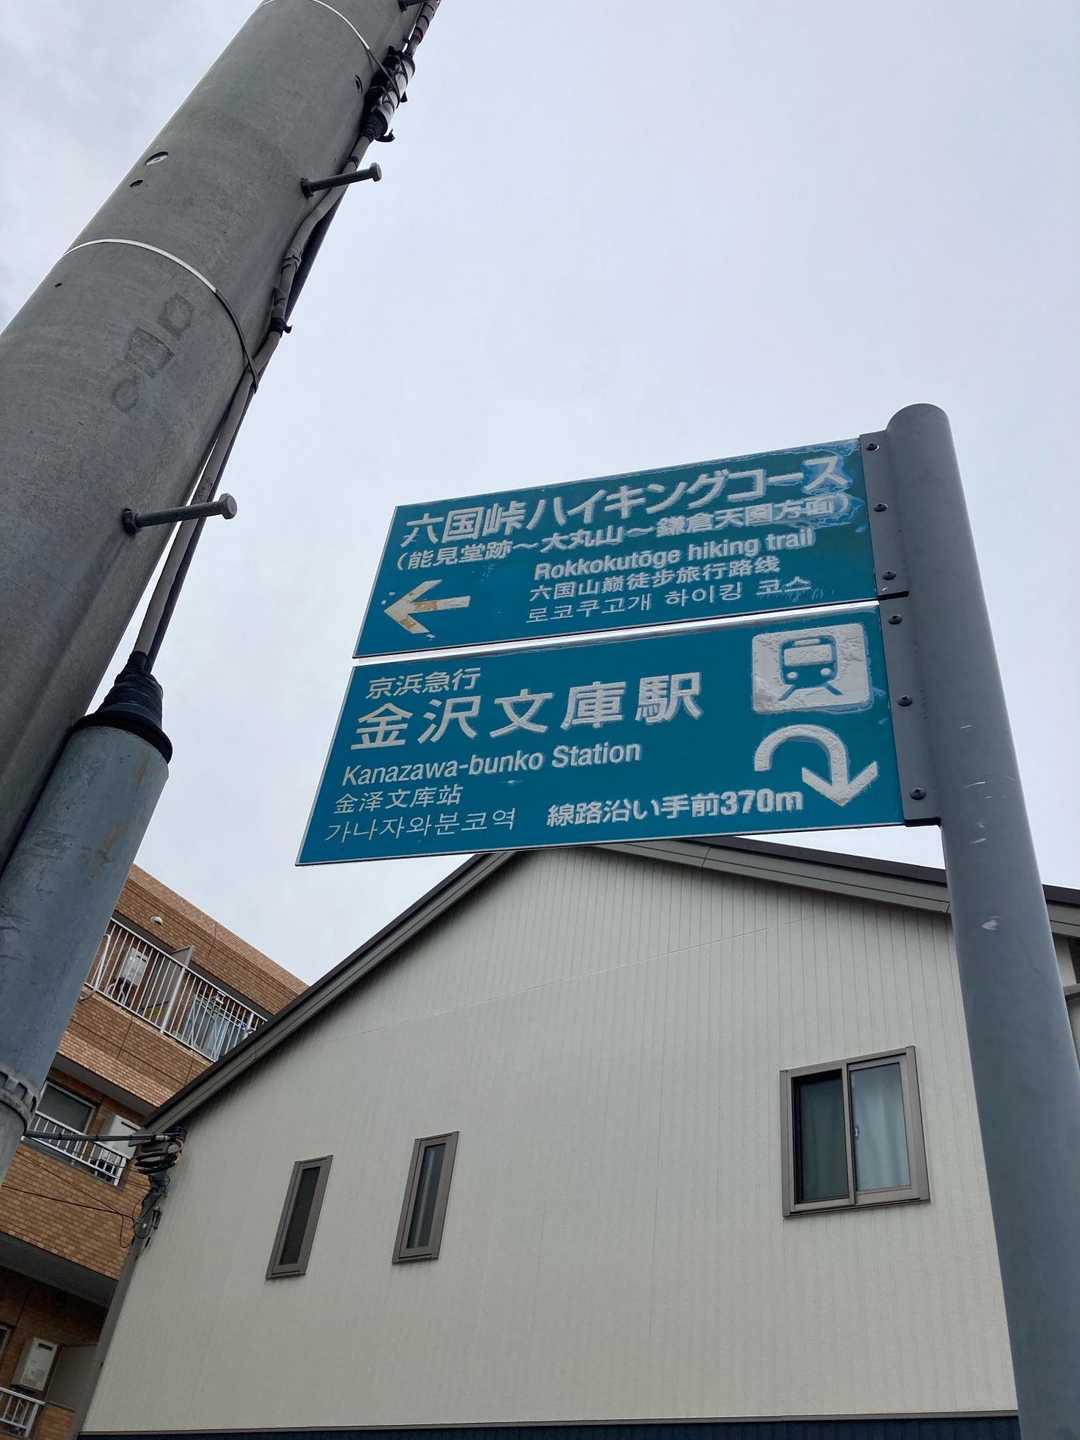 六国峠ハイキングコース
(能見堂跡～大丸山～鎌倉天園方面)
Rokkokutōge hiking trail
六国山巅徒步旅行路线
로코쿠고개 하이킹 코스
京浜急行
金沢文庫駅
Kanazawa-bunko Station
金泽文库站
가나자와분코역
線路沿い手前370m